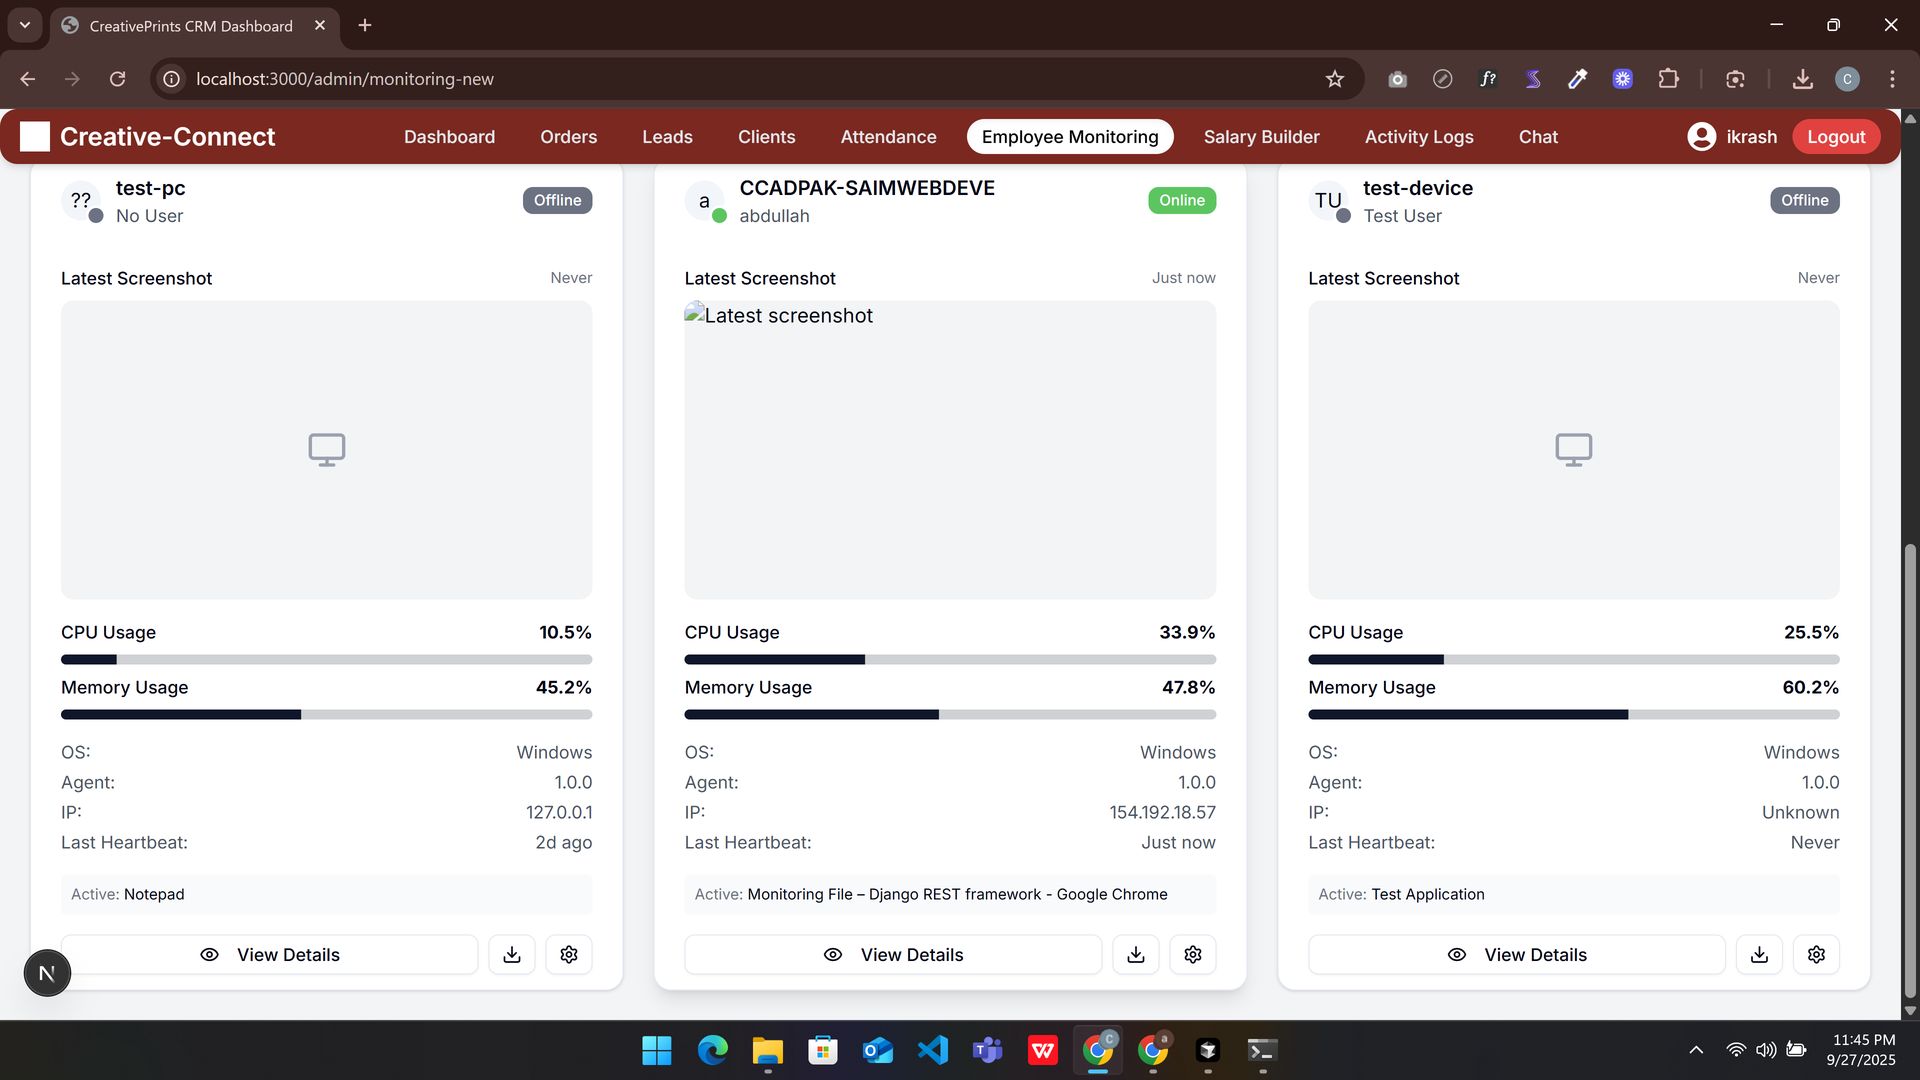 CreativePrints CRM Dashboard
localhost:3000/admin/monitoring-new
f?
C
Creative-Connect
Dashboard
Orders
Leads
Clients
Attendance
Employee Monitoring
Salary Builder
Activity Logs
Chat
ikrash
Logout
??
test-pc
No User
Offline
Latest Screenshot
Never
CPU Usage
10.5%
Memory Usage
45.2%
OS:
Windows
Agent:
1.0.0
IP:
127.0.0.1
Last Heartbeat:
2d ago
Active: Notepad
View Details
a
CCADPAK-SAIMWEBDEVE
abdullah
Online
Latest Screenshot
Just now
Latest screenshot
CPU Usage
33.9%
Memory Usage
47.8%
OS:
Windows
Agent:
1.0.0
IP:
154.192.18.57
Last Heartbeat:
Just now
Active: Monitoring File – Django REST framework - Google Chrome
View Details
TU
test-device
Test User
Offline
Latest Screenshot
Never
CPU Usage
25.5%
Memory Usage
60.2%
OS:
Windows
Agent:
1.0.0
IP:
Unknown
Last Heartbeat:
Never
Active: Test Application
View Details
N
11:45 PM
9/27/2025